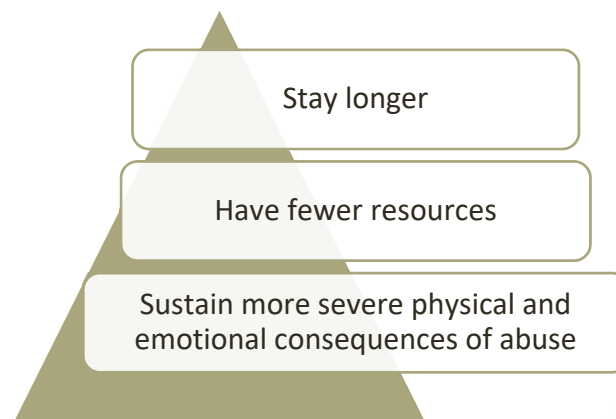 Stay longer
Have fewer resources
Sustain more severe physical and
emotional consequences of abuse